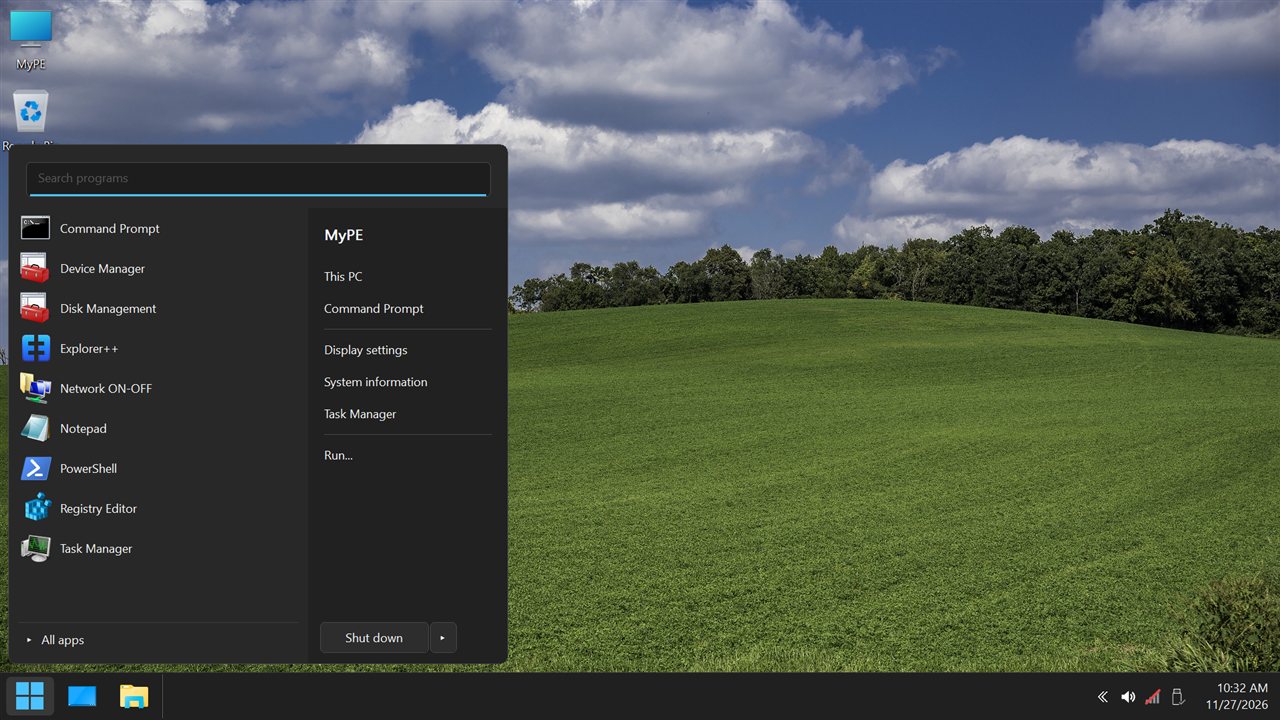 MyPE
Search programs
Command Prompt
Device Manager
Disk Management
Explorer++
Network ON-OFF
Notepad
PowerShell
Registry Editor
Task Manager
All apps
MyPE
This PC
Command Prompt
Display settings
System information
Task Manager
Run...
Shut down
10:32 AM
11/27/2026